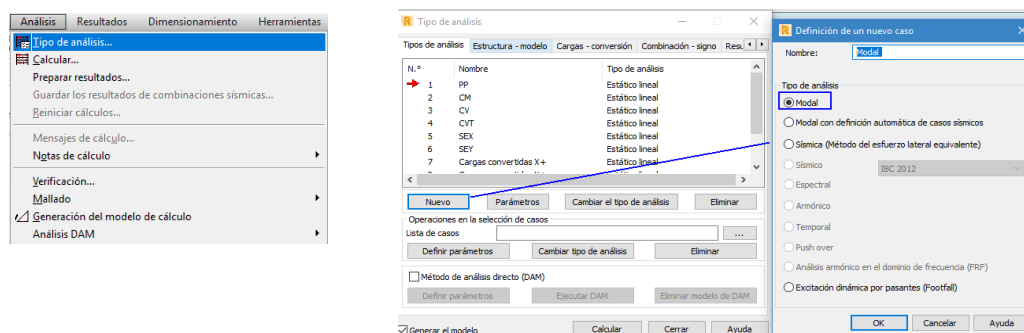 Análisis Resultados Dimensionamiento Herramientas
Tipo de análisis...
Calcular...
Preparar resultados...
Guardar los resultados de combinaciones sísmicas...
Reiniciar cálculos...
Mensajes de cálculo...
Notas de cálculo
Verificación...
Mallado
Generación del modelo de cálculo
Análisis DAM
Tipo de análisis
Tipos de análisis Estructura - modelo Cargas - conversión Combinación - signo Resu
N.º Nombre Tipo de análisis
1 PP Estático lineal
2 CM Estático lineal
3 CV Estático lineal
4 CVT Estático lineal
5 SEX Estático lineal
6 SEY Estático lineal
7 Cargas convertidas X+ Estático lineal
Nuevo Parámetros Cambiar el tipo de análisis Eliminar
Operaciones en la selección de casos
Lista de casos ...
Definir parámetros Cambiar tipo de análisis Eliminar
Método de análisis directo (DAM)
Definir parámetros Ejecutar DAM Eliminar modelo de DAM
Generar el modelo Calcular Cerrar Ayuda
Definición de un nuevo caso
Nombre: Modal
Tipo de análisis
Modal
Modal con definición automática de casos sísmicos
Sísmica (Método del esfuerzo lateral equivalente)
Sísmico IBC 2012
Espectral
Armónico
Temporal
Push over
Análisis armónico en el dominio de frecuencia (FRF)
Excitación dinámica por pasantes (Footfall)
OK Cancelar Ayuda